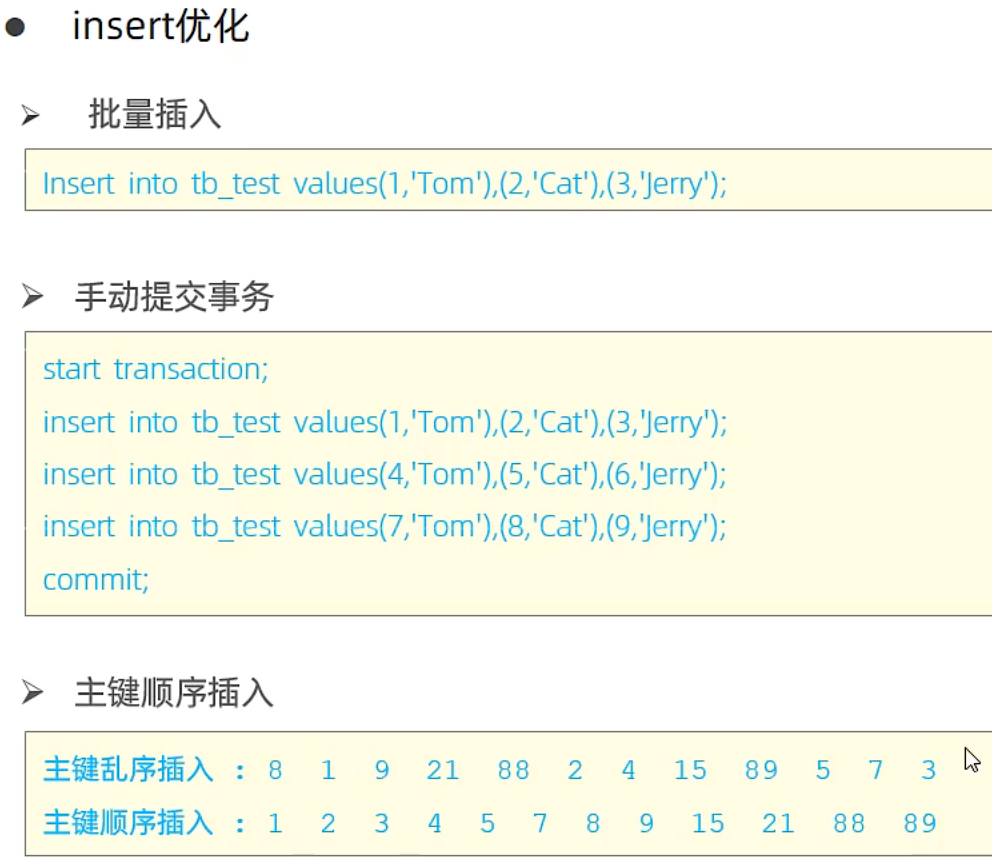 insert优化
批量插入
Insert into tb_test values(1,'Tom'),(2,'Cat'),(3,'Jerry');
手动提交事务
start transaction;
insert into tb_test values(1,'Tom'),(2,'Cat'),(3,'Jerry');
insert into tb_test values(4,'Tom'),(5,'Cat'),(6,'Jerry');
insert into tb_test values(7,'Tom'),(8,'Cat'),(9,'Jerry');
commit;
主键顺序插入
主键乱序插入 : 8 1 9 21 88 2 4 15 89 5 7 3
主键顺序插入 : 1 2 3 4 5 7 8 9 15 21 88 89